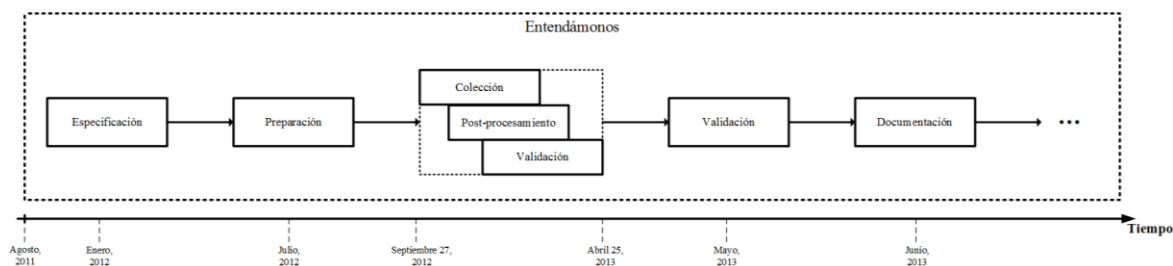 Entendámonos
Colección
Especificación
Preparación
Post-procesamiento
Validación
Validación
Documentación
...
Tiempo
Agosto,
2011
Enero,
2012
Julio,
2012
Septiembre 27,
2012
Abril 25,
2013
Mayo,
2013
Junio,
2013